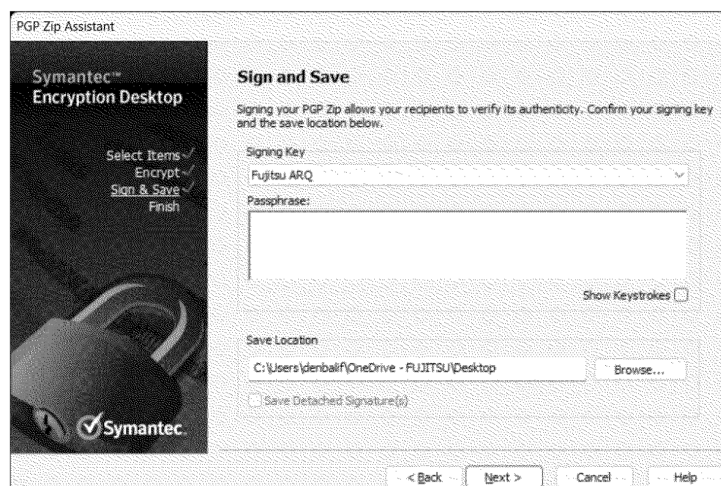 PGP Zip Assistant
Symantec™
Encryption Desktop
Select Items
Encrypt
Sign & Save
Finish
Symantec.
Sign and Save
Signing your PGP Zip allows your recipients to verify its authenticity. Confirm your signing key
and the save location below.
Signing Key
Fujitsu ARQ
Passphrase:
Show Keystrokes
Save Location
C:\Users\denbalif\OneDrive - FUJITSU\Desktop
Browse...
Save Detached Signature(s)
< Back
Next >
Cancel
Help